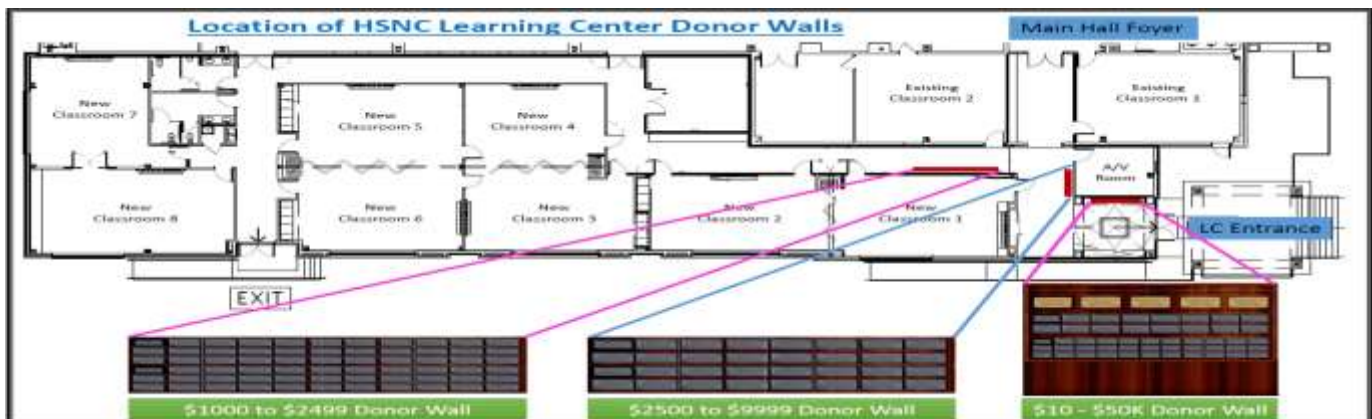 Location of HSNC Learning Center Donor Walls
Main Hall Foyer
New
Classroom 7
New
Classroom 5
New
Classroom 4
Existing
Classroom 2
Existing
Classroom 1
A/V
Room
New
Classroom 8
New
Classroom 6
New
Classroom 3
New
Classroom 2
New
Classroom 1
LC Entrance
EXIT
$1000 to $2499 Donor Wall
$2500 to $9999 Donor Wall
$10 - $50K Donor Wall